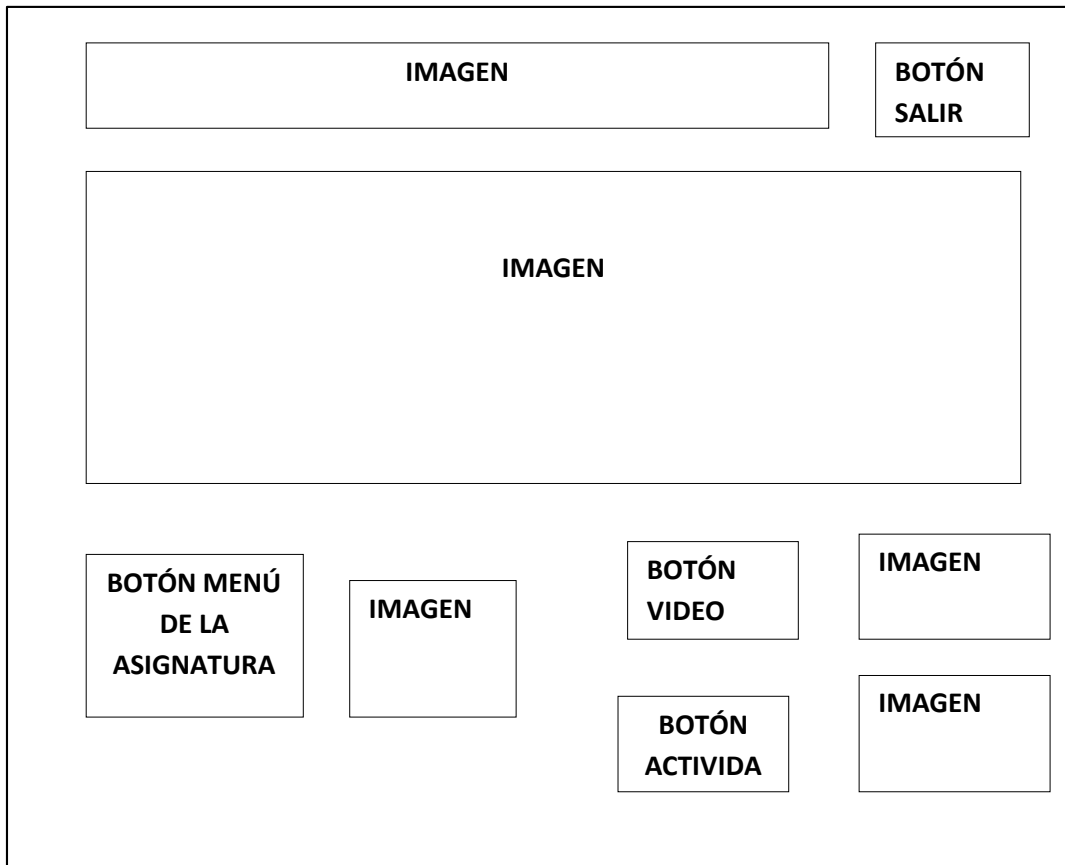 IMAGEN
BOTÓN
SALIR
IMAGEN
BOTÓN MENÚ
DE LA
ASIGNATURA
IMAGEN
BOTÓN
VIDEO
IMAGEN
BOTÓN
ACTIVIDA
IMAGEN